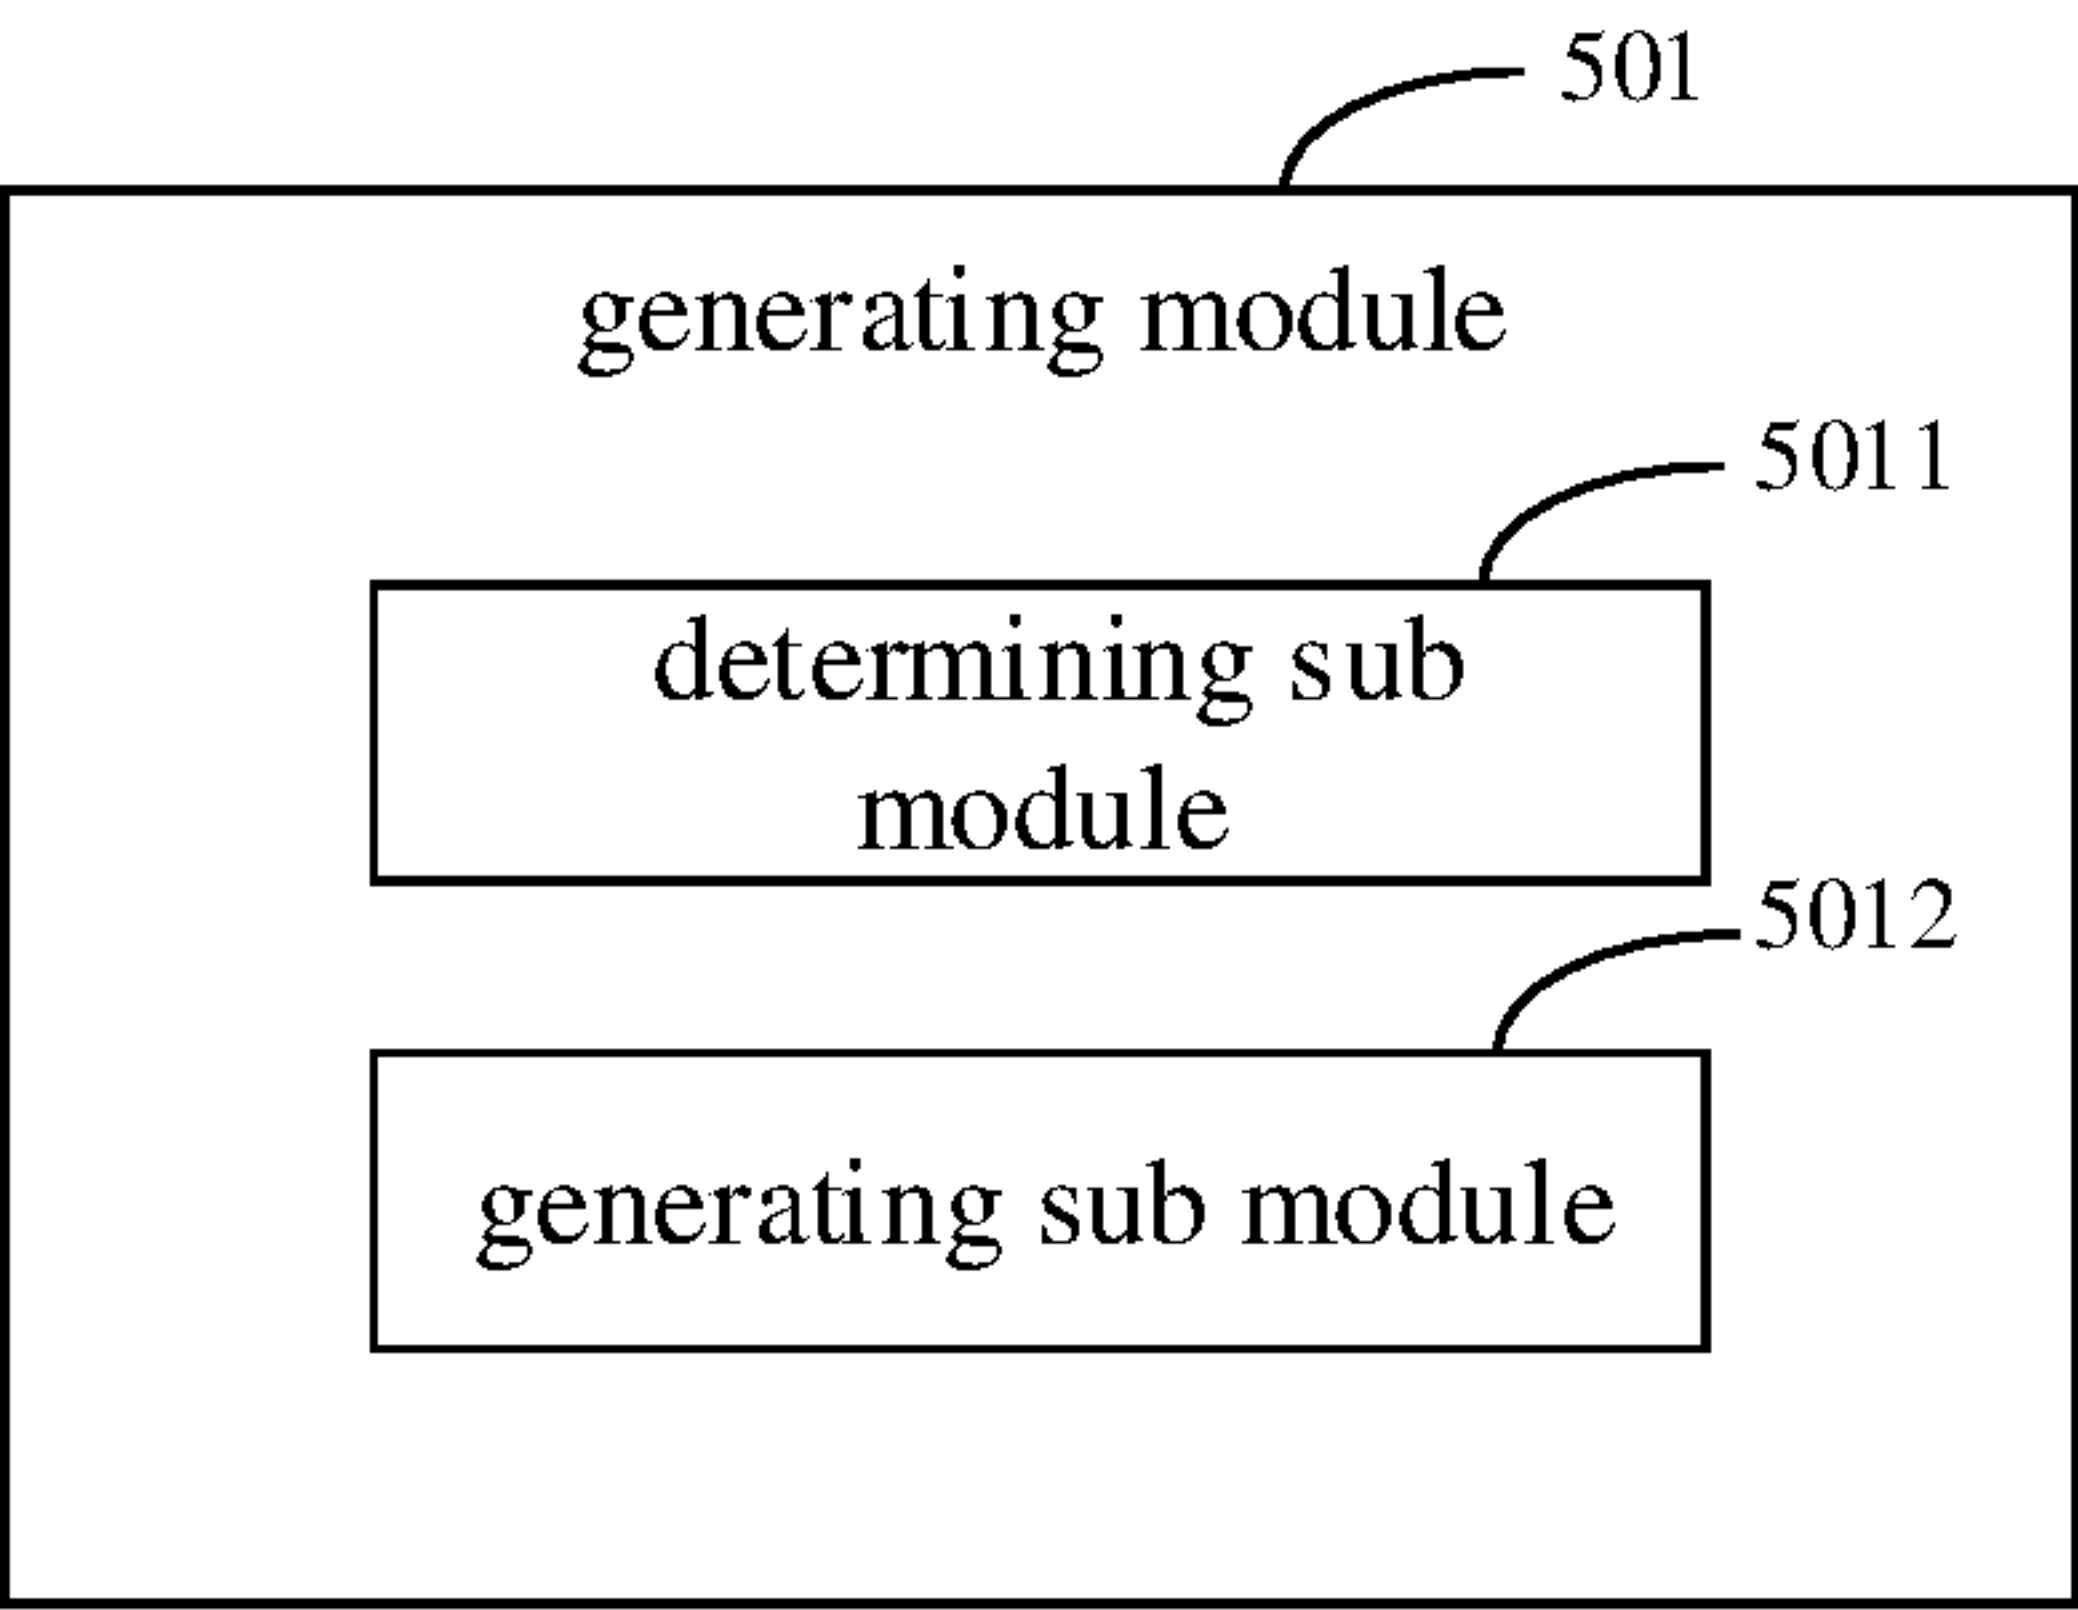 501
generating module
5011
determining sub
module
5012
generating sub module